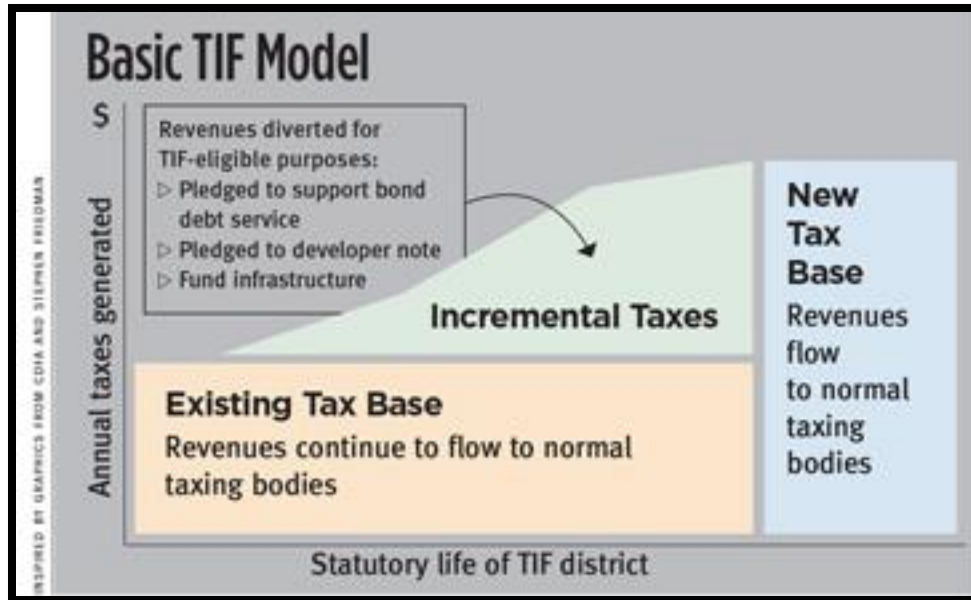 Basic TIF Model
$
Revenues diverted for
TIF-eligible purposes:
▷ Pledged to support bond
debt service
▷ Pledged to developer note
▷ Fund infrastructure
Annual taxes generated
Incremental Taxes
Existing Tax Base
Revenues continue to flow to normal
taxing bodies
New
Tax
Base
Revenues
flow
to normal
taxing
bodies
Statutory life of TIF district
INSPIRED BY GRAPHICS FROM CDFA AND STEPHEN FRIEDMAN